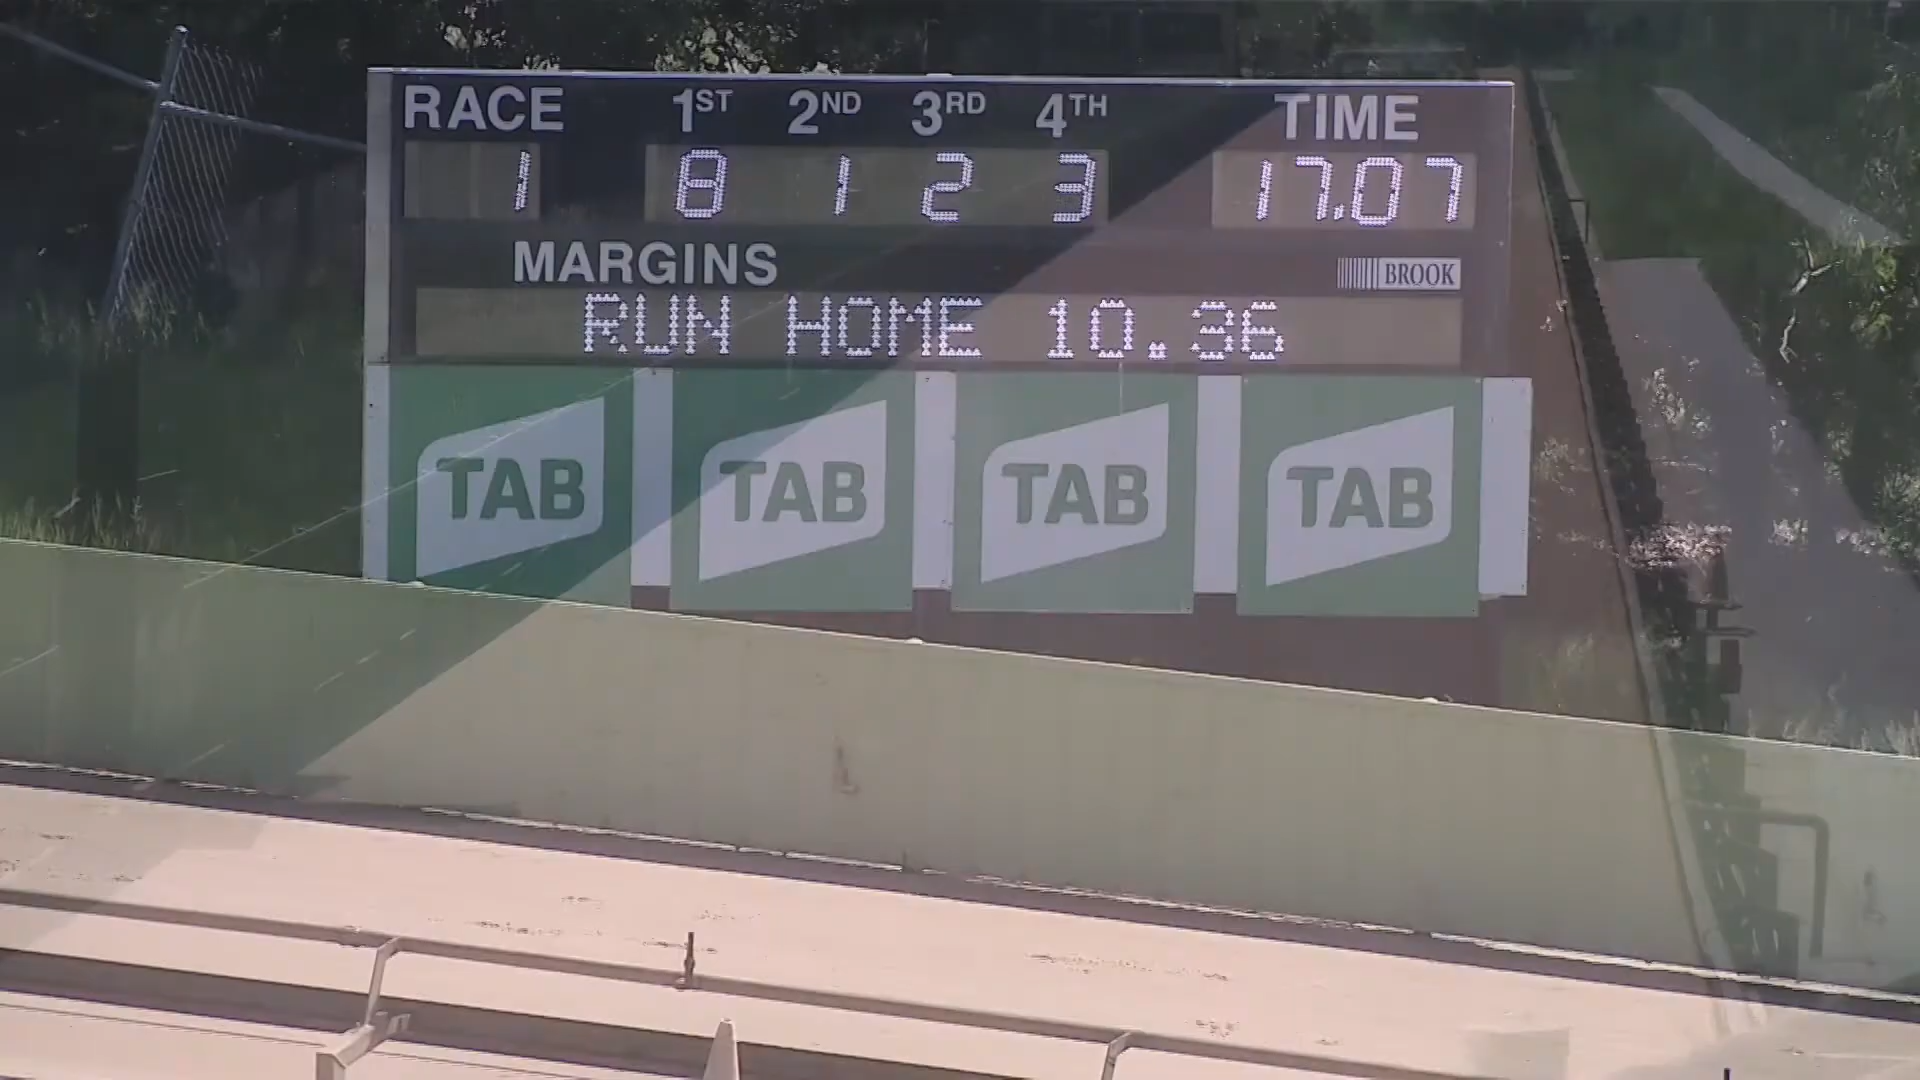 RACE 1ST 2ND 3RD 4TH TIME
1 8 1 2 3 17.07
MARGINS BROOK
RUN HOME 10.36
TAB TAB TAB TAB